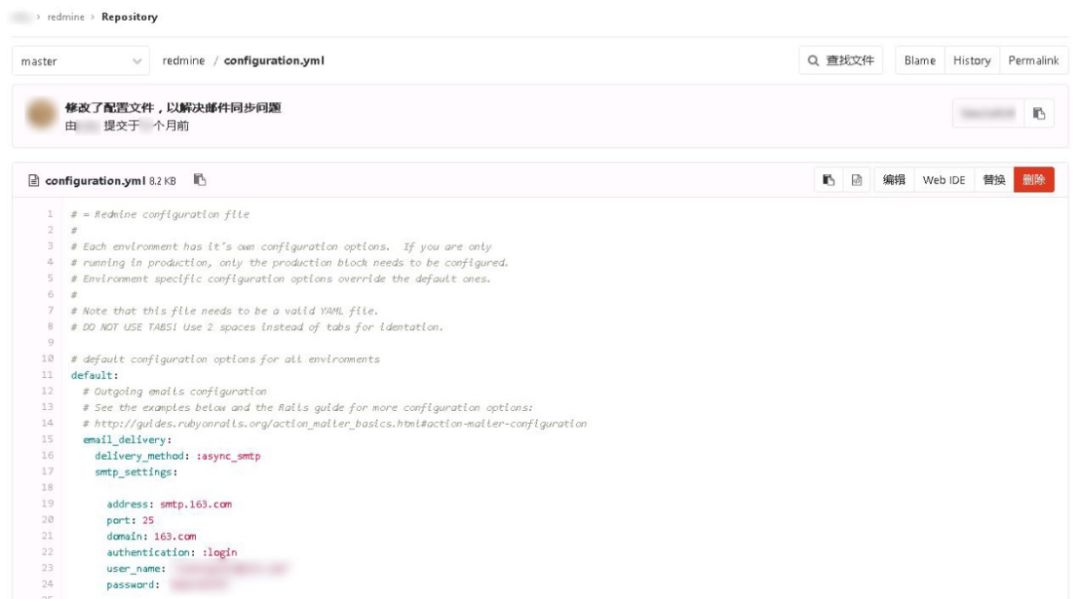 › redmine › Repository
master redmine / configuration.yml 查找文件 Blame History Permalink
修改了配置文件，以解决邮件同步问题
由 提交于 个月前
configuration.yml 8.2 KB 编辑 Web IDE 替换 删除
1 # = Redmine configuration file
2 #
3 # Each environment has it's own configuration options.  If you are only
4 # running in production, only the production block needs to be configured.
5 # Environment specific configuration options override the default ones.
6 #
7 # Note that this file needs to be a valid YAML file.
8 # DO NOT USE TABS! Use 2 spaces instead of tabs for identation.
9
10 # default configuration options for all environments
11 default:
12   # Outgoing emails configuration
13   # See the examples below and the Rails guide for more configuration options:
14   # http://guides.rubyonrails.org/action_mailer_basics.html#action-mailer-configuration
15   email_delivery:
16     delivery_method: :async_smtp
17     smtp_settings:
18
19       address: smtp.163.com
20       port: 25
21       domain: 163.com
22       authentication: :login
23       user_name:
24       password:
25